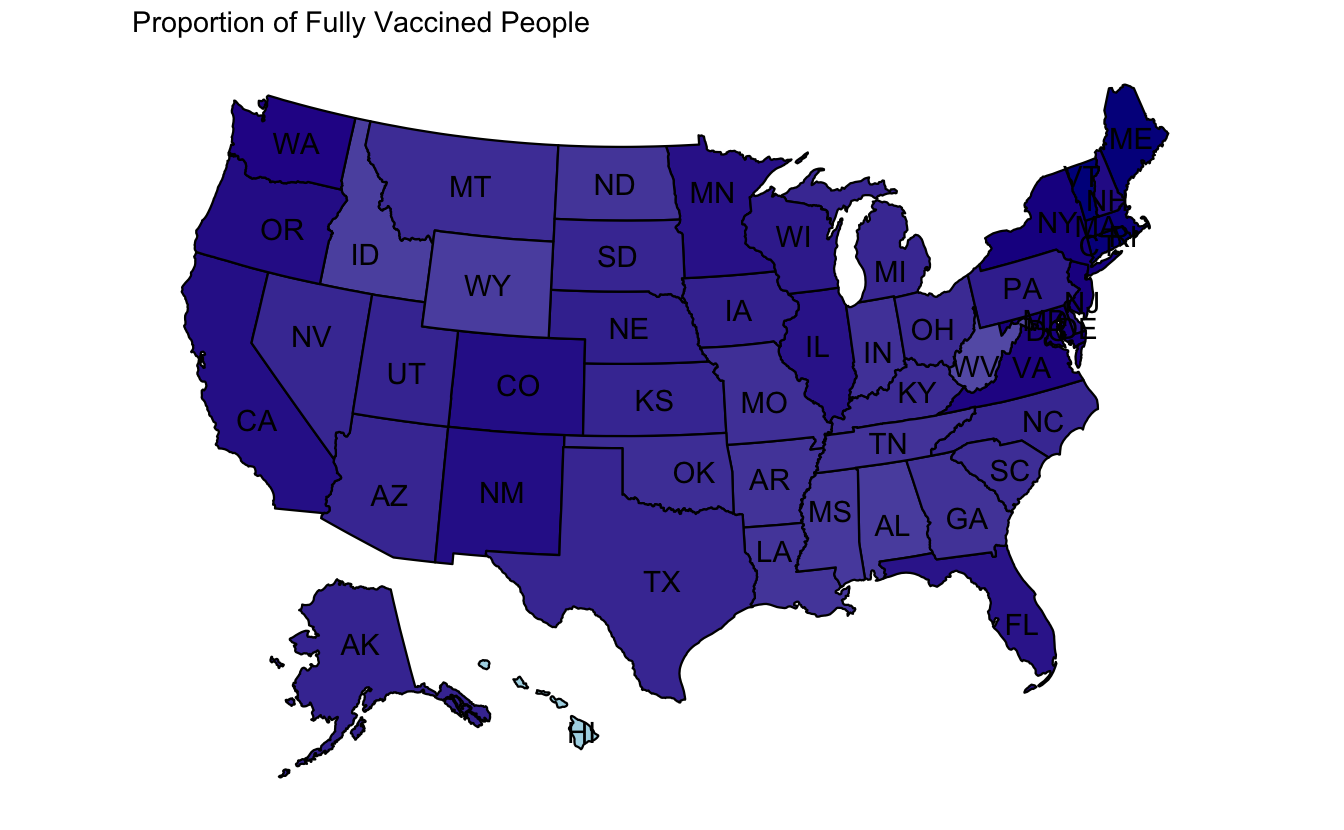 Proportion of Fully Vaccined People
ME
WA
VT
MT
ND
MN
NH
OR
NY
MA
RI
WI
CT
ID
SD
MI
WY
PA
NJ
IA
NE
MD
DE
DC
OH
NV
IL
IN
WV
VA
UT
CO
KY
KS
MO
CA
NC
TN
OK
SC
AR
AZ
NM
MS
GA
AL
LA
TX
FL
AK
HI